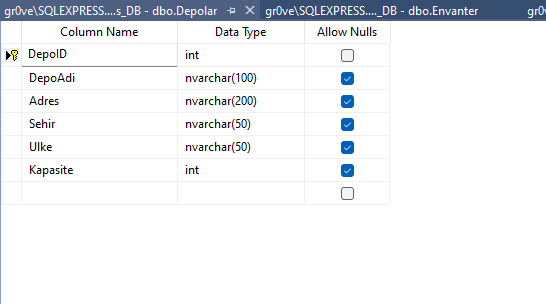 gr0ve\SQLEXPRESS....s_DB - dbo.Depolar gr0ve\SQLEXPRESS...._DB - dbo.Envanter gr0ve
Column Name Data Type Allow Nulls
DepoID int
DepoAdi nvarchar(100)
Adres nvarchar(200)
Sehir nvarchar(50)
Ulke nvarchar(50)
Kapasite int